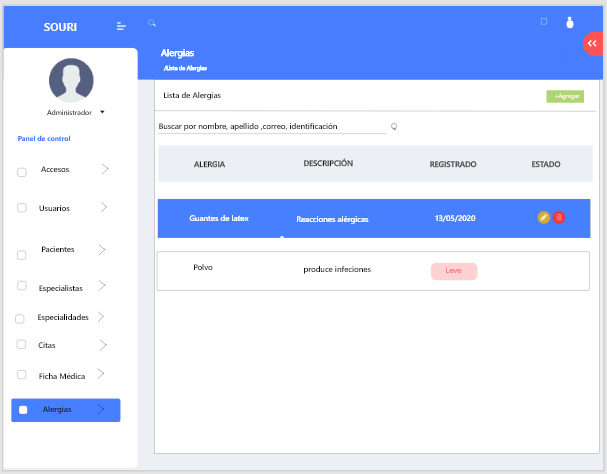 SOURI
Alergias
/Lista de Alergias
Administrador
Panel de control
Accesos
Usuarios
Pacientes
Especialistas
Especialidades
Citas
Ficha Médica
Alergias
Lista de Alergias
+Agregar
Buscar por nombre, apellido ,correo, identificación
ALERGIA DESCRIPCIÓN REGISTRADO ESTADO
Guantes de latex Reacciones alérgicas 13/05/2020
Polvo produce infeciones Leve